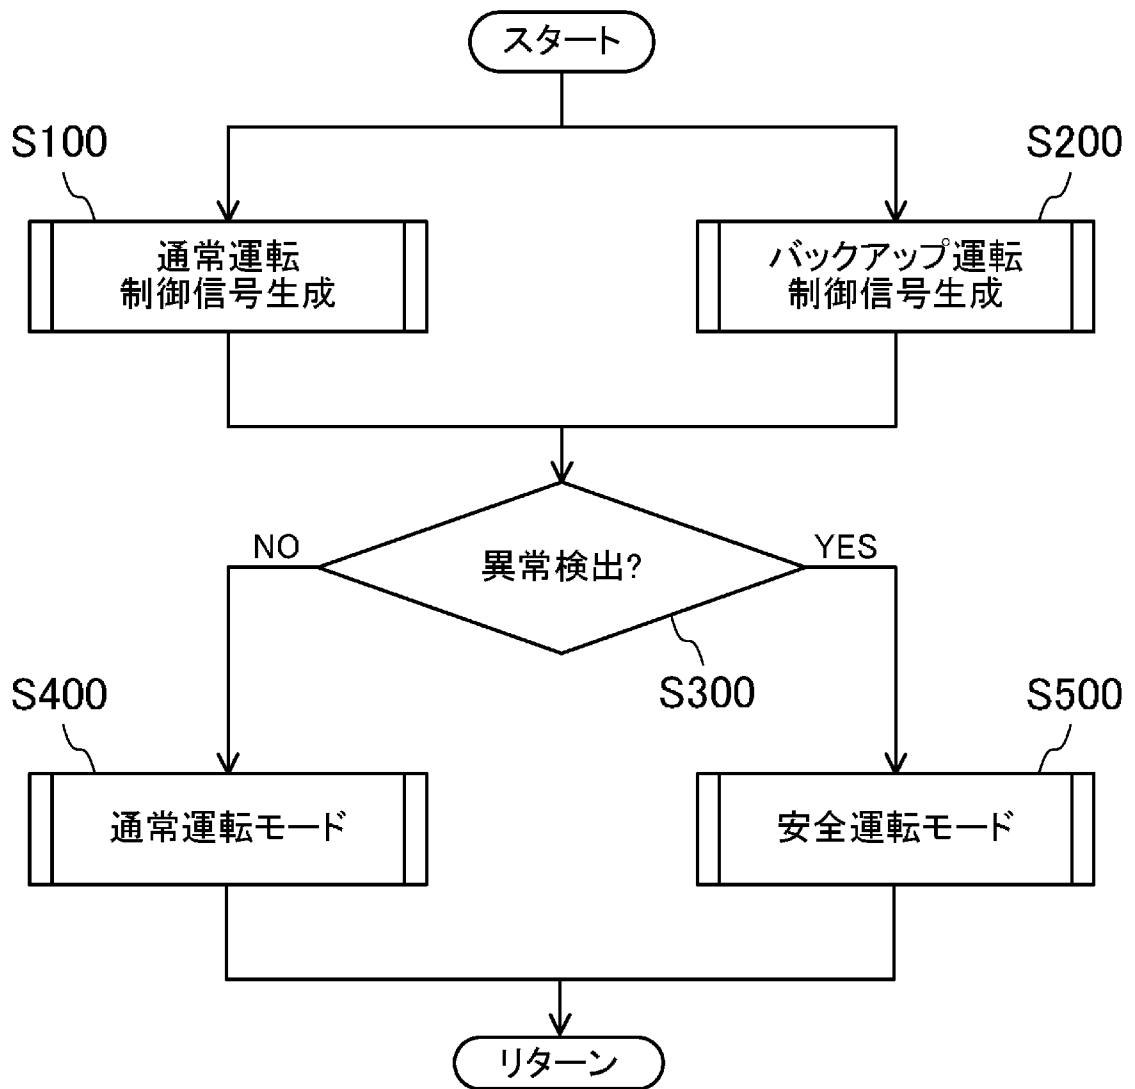 スタート
S100
S200
通常運転
制御信号生成
バックアップ運転
制御信号生成
NO
異常検出?
YES
S300
S400
S500
通常運転モード
安全運転モード
リターン